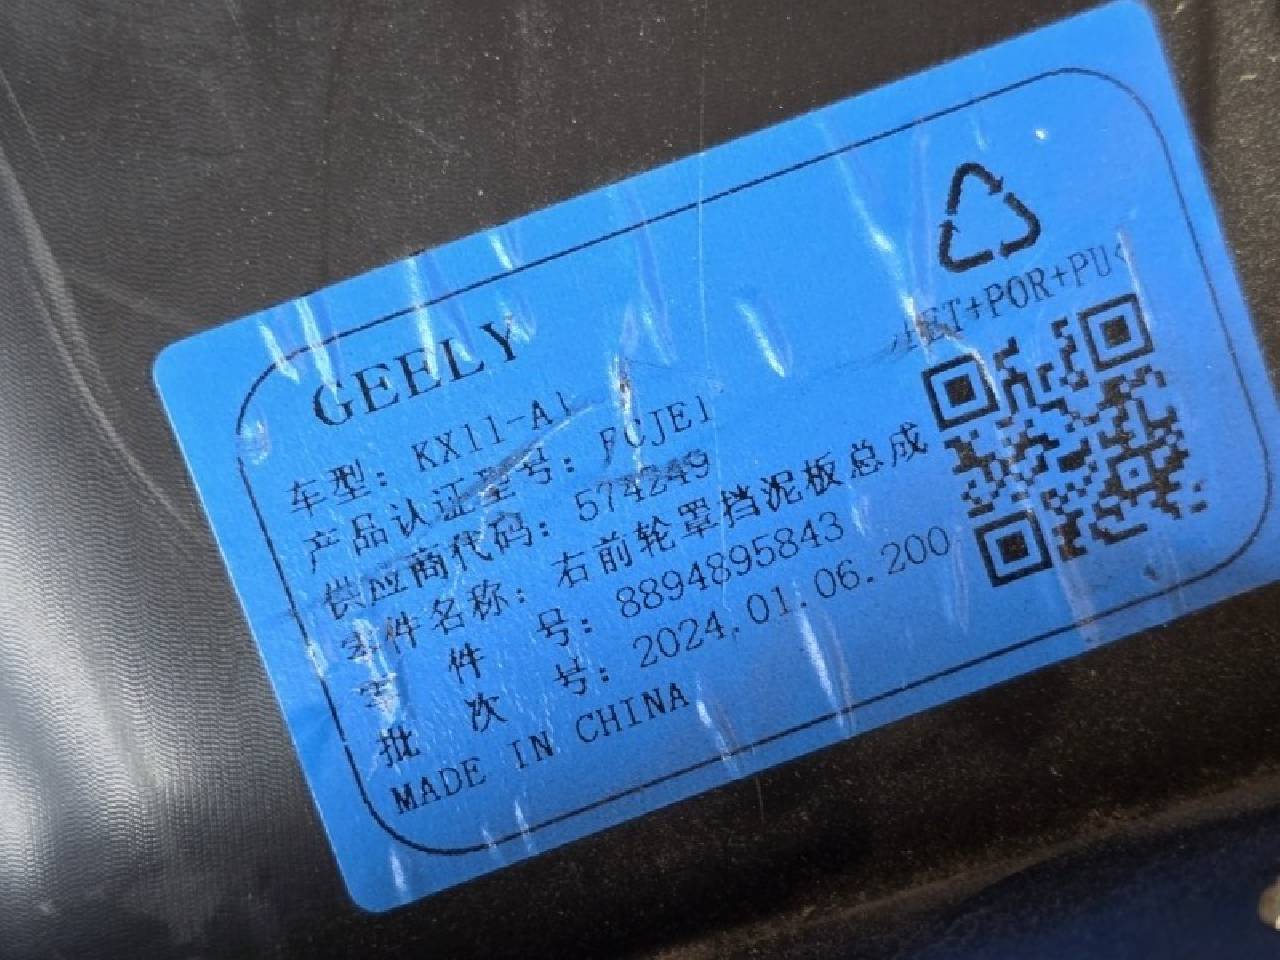 GEELY
车型: KX11-A1
产品认证型号: FCJE1
供应商代码: 574249
零件名称: 右前轮罩挡泥板总成
零 件 号: 8894895843
批 次 号: 2024.01.06.200
MADE IN CHINA
>PET+POR+PU<